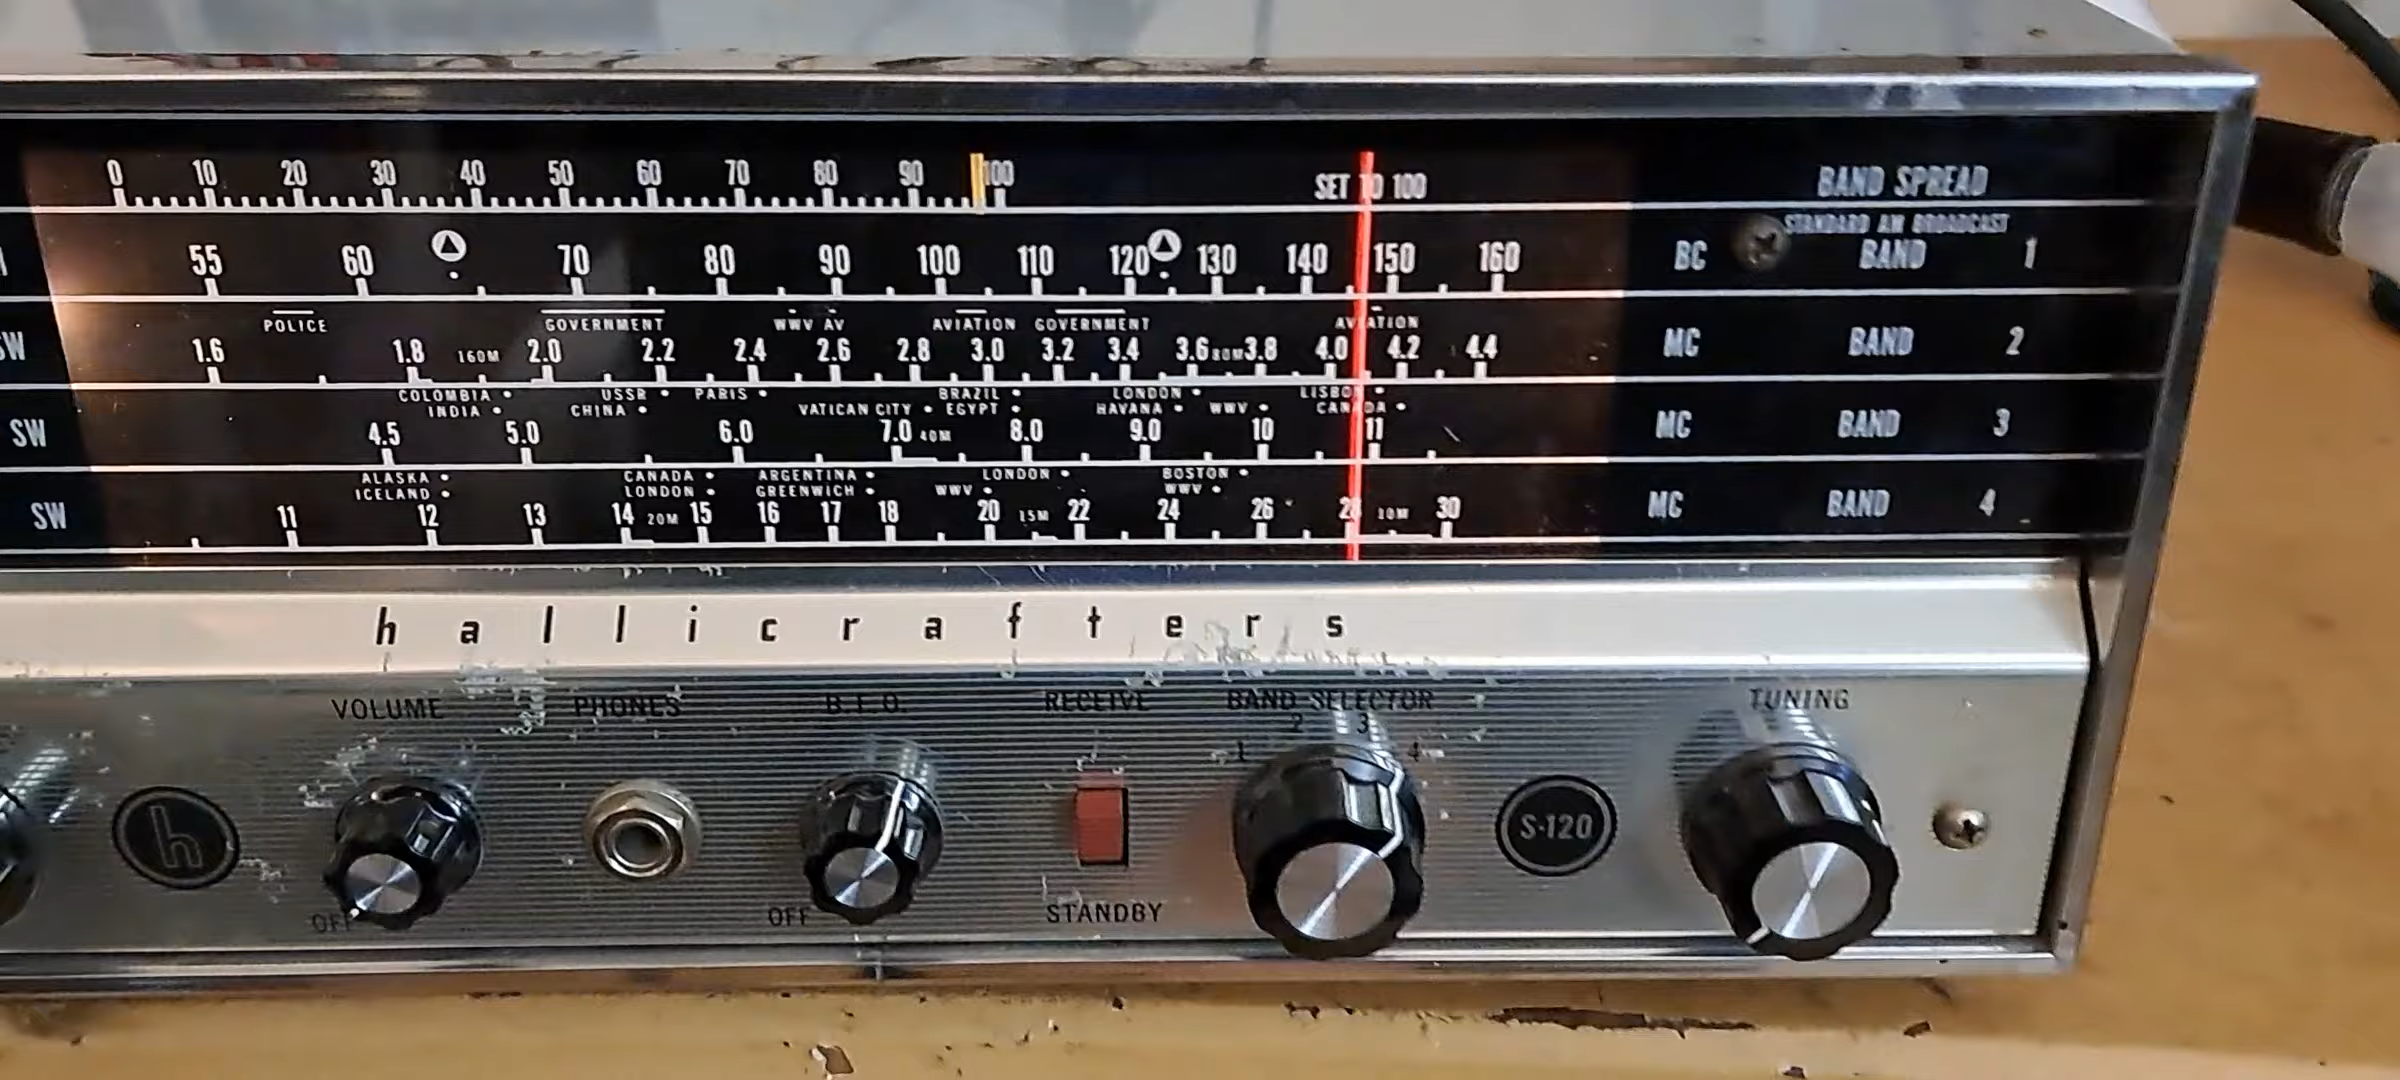 0 10 20 30 40 50 60 70 80 90 100 SET TO 100 BAND SPREAD
STANDARD AM BROADCAST
55 60 70 80 90 100 110 120 130 140 150 160 BC BAND 1
POLICE GOVERNMENT WWV AV AVIATION GOVERNMENT AVIATION
SW 1.6 1.8 160M 2.0 2.2 2.4 2.6 2.8 3.0 3.2 3.4 3.6 80M 3.8 4.0 4.2 4.4 MC BAND 2
COLOMBIA USSR PARIS BRAZIL LONDON LISBON
INDIA CHINA VATICAN CITY EGYPT HAVANA WWV CANADA
SW 4.5 5.0 6.0 7.0 40M 8.0 9.0 10 11 MC BAND 3
ALASKA CANADA ARGENTINA LONDON BOSTON
ICELAND LONDON GREENWICH WWV WWV
SW 11 12 13 14 20M 15 16 17 18 20 15M 22 24 26 28 10M 30 MC BAND 4
hallicrafters
VOLUME PHONES B.F.O. RECEIVE BAND SELECTOR TUNING
1 2 3 4
h S-120
OFF OFF STANDBY